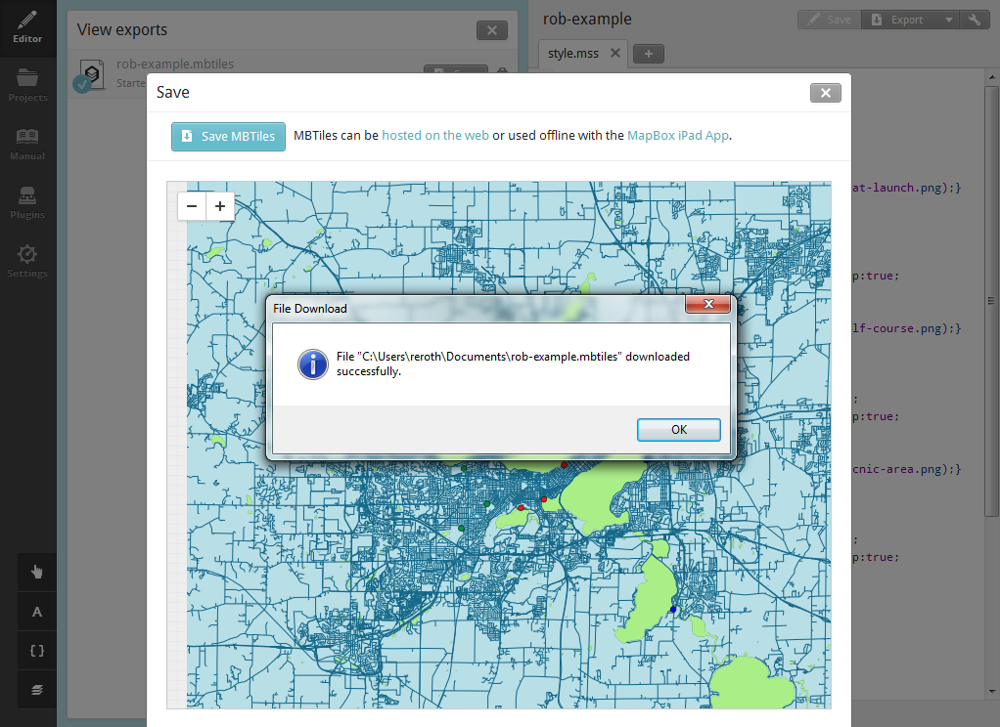 Editor
Projects
Manual
Plugins
Settings
A
{}
View exports
rob-example.mbtiles
Starte
rob-example
Save
Export
style.mss
+
Save
Save MBTiles
MBTiles can be hosted on the web or used offline with the MapBox iPad App.
− +
File Download
File "C:\Users\reroth\Documents\rob-example.mbtiles" downloaded
successfully.
OK
at-launch.png);}
p:true;
lf-course.png);}
;
p:true;
cnic-area.png);}
;
p:true;